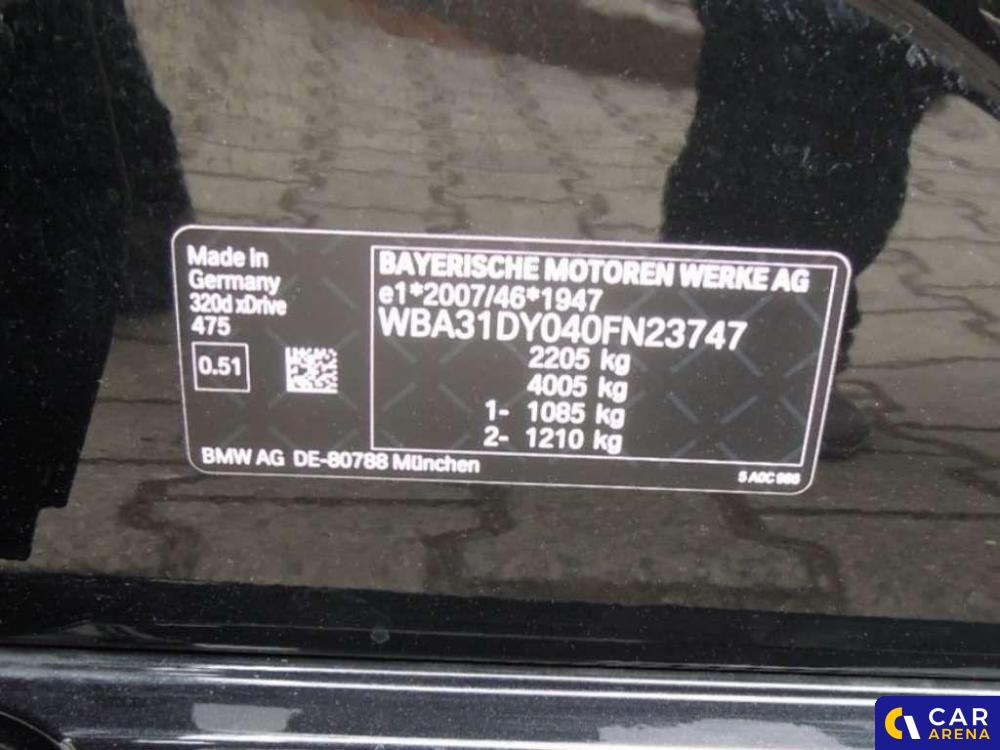 Made in
Germany
320d xDrive
475
0.51
BAYERISCHE MOTOREN WERKE AG
e1*2007/46*1947
WBA31DY040FN23747
2205 kg
4005 kg
1- 1085 kg
2- 1210 kg
BMW AG DE-80788 München
CAR
ARENA